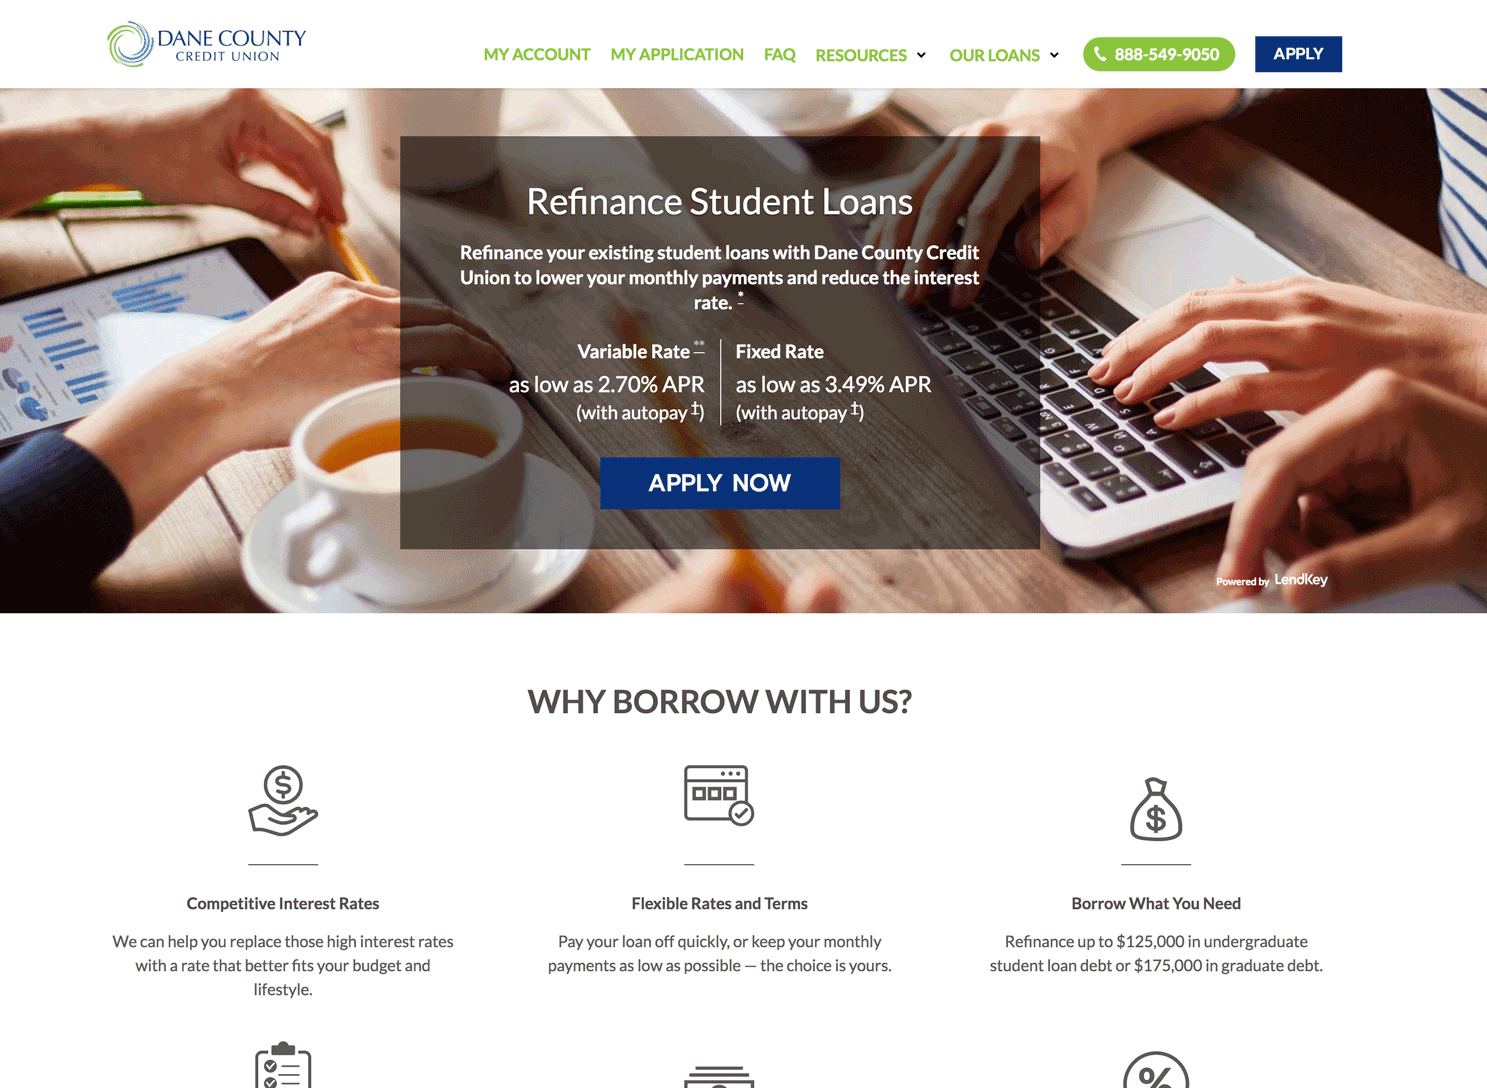 DANE COUNTY
CREDIT UNION
MY ACCOUNT MY APPLICATION FAQ RESOURCES OUR LOANS 888-549-9050 APPLY
Refinance Student Loans
Refinance your existing student loans with Dane County Credit
Union to lower your monthly payments and reduce the interest
rate. *
Variable Rate ** Fixed Rate
as low as 2.70% APR as low as 3.49% APR
(with autopay ‡) (with autopay ‡)
APPLY NOW
Powered by LendKey
WHY BORROW WITH US?
Competitive Interest Rates
We can help you replace those high interest rates
with a rate that better fits your budget and
lifestyle.
Flexible Rates and Terms
Pay your loan off quickly, or keep your monthly
payments as low as possible — the choice is yours.
Borrow What You Need
Refinance up to $125,000 in undergraduate
student loan debt or $175,000 in graduate debt.